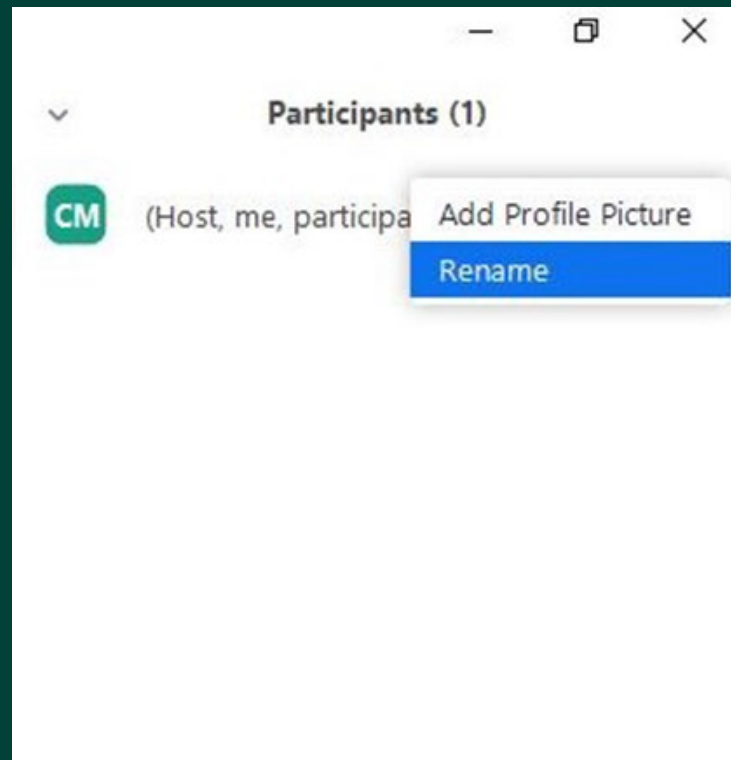 Participants (1)
CM (Host, me, participa
Add Profile Picture
Rename